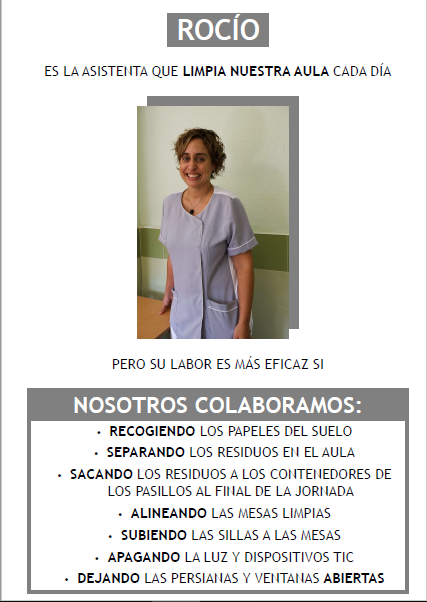 ROCÍO
ES LA ASISTENTA QUE LIMPIA NUESTRA AULA CADA DÍA
PERO SU LABOR ES MÁS EFICAZ SI
NOSOTROS COLABORAMOS:
• RECOGIENDO LOS PAPELES DEL SUELO
• SEPARANDO LOS RESIDUOS EN EL AULA
• SACANDO LOS RESIDUOS A LOS CONTENEDORES DE
LOS PASILLOS AL FINAL DE LA JORNADA
• ALINEANDO LAS MESAS LIMPIAS
• SUBIENDO LAS SILLAS A LAS MESAS
• APAGANDO LA LUZ Y DISPOSITIVOS TIC
• DEJANDO LAS PERSIANAS Y VENTANAS ABIERTAS